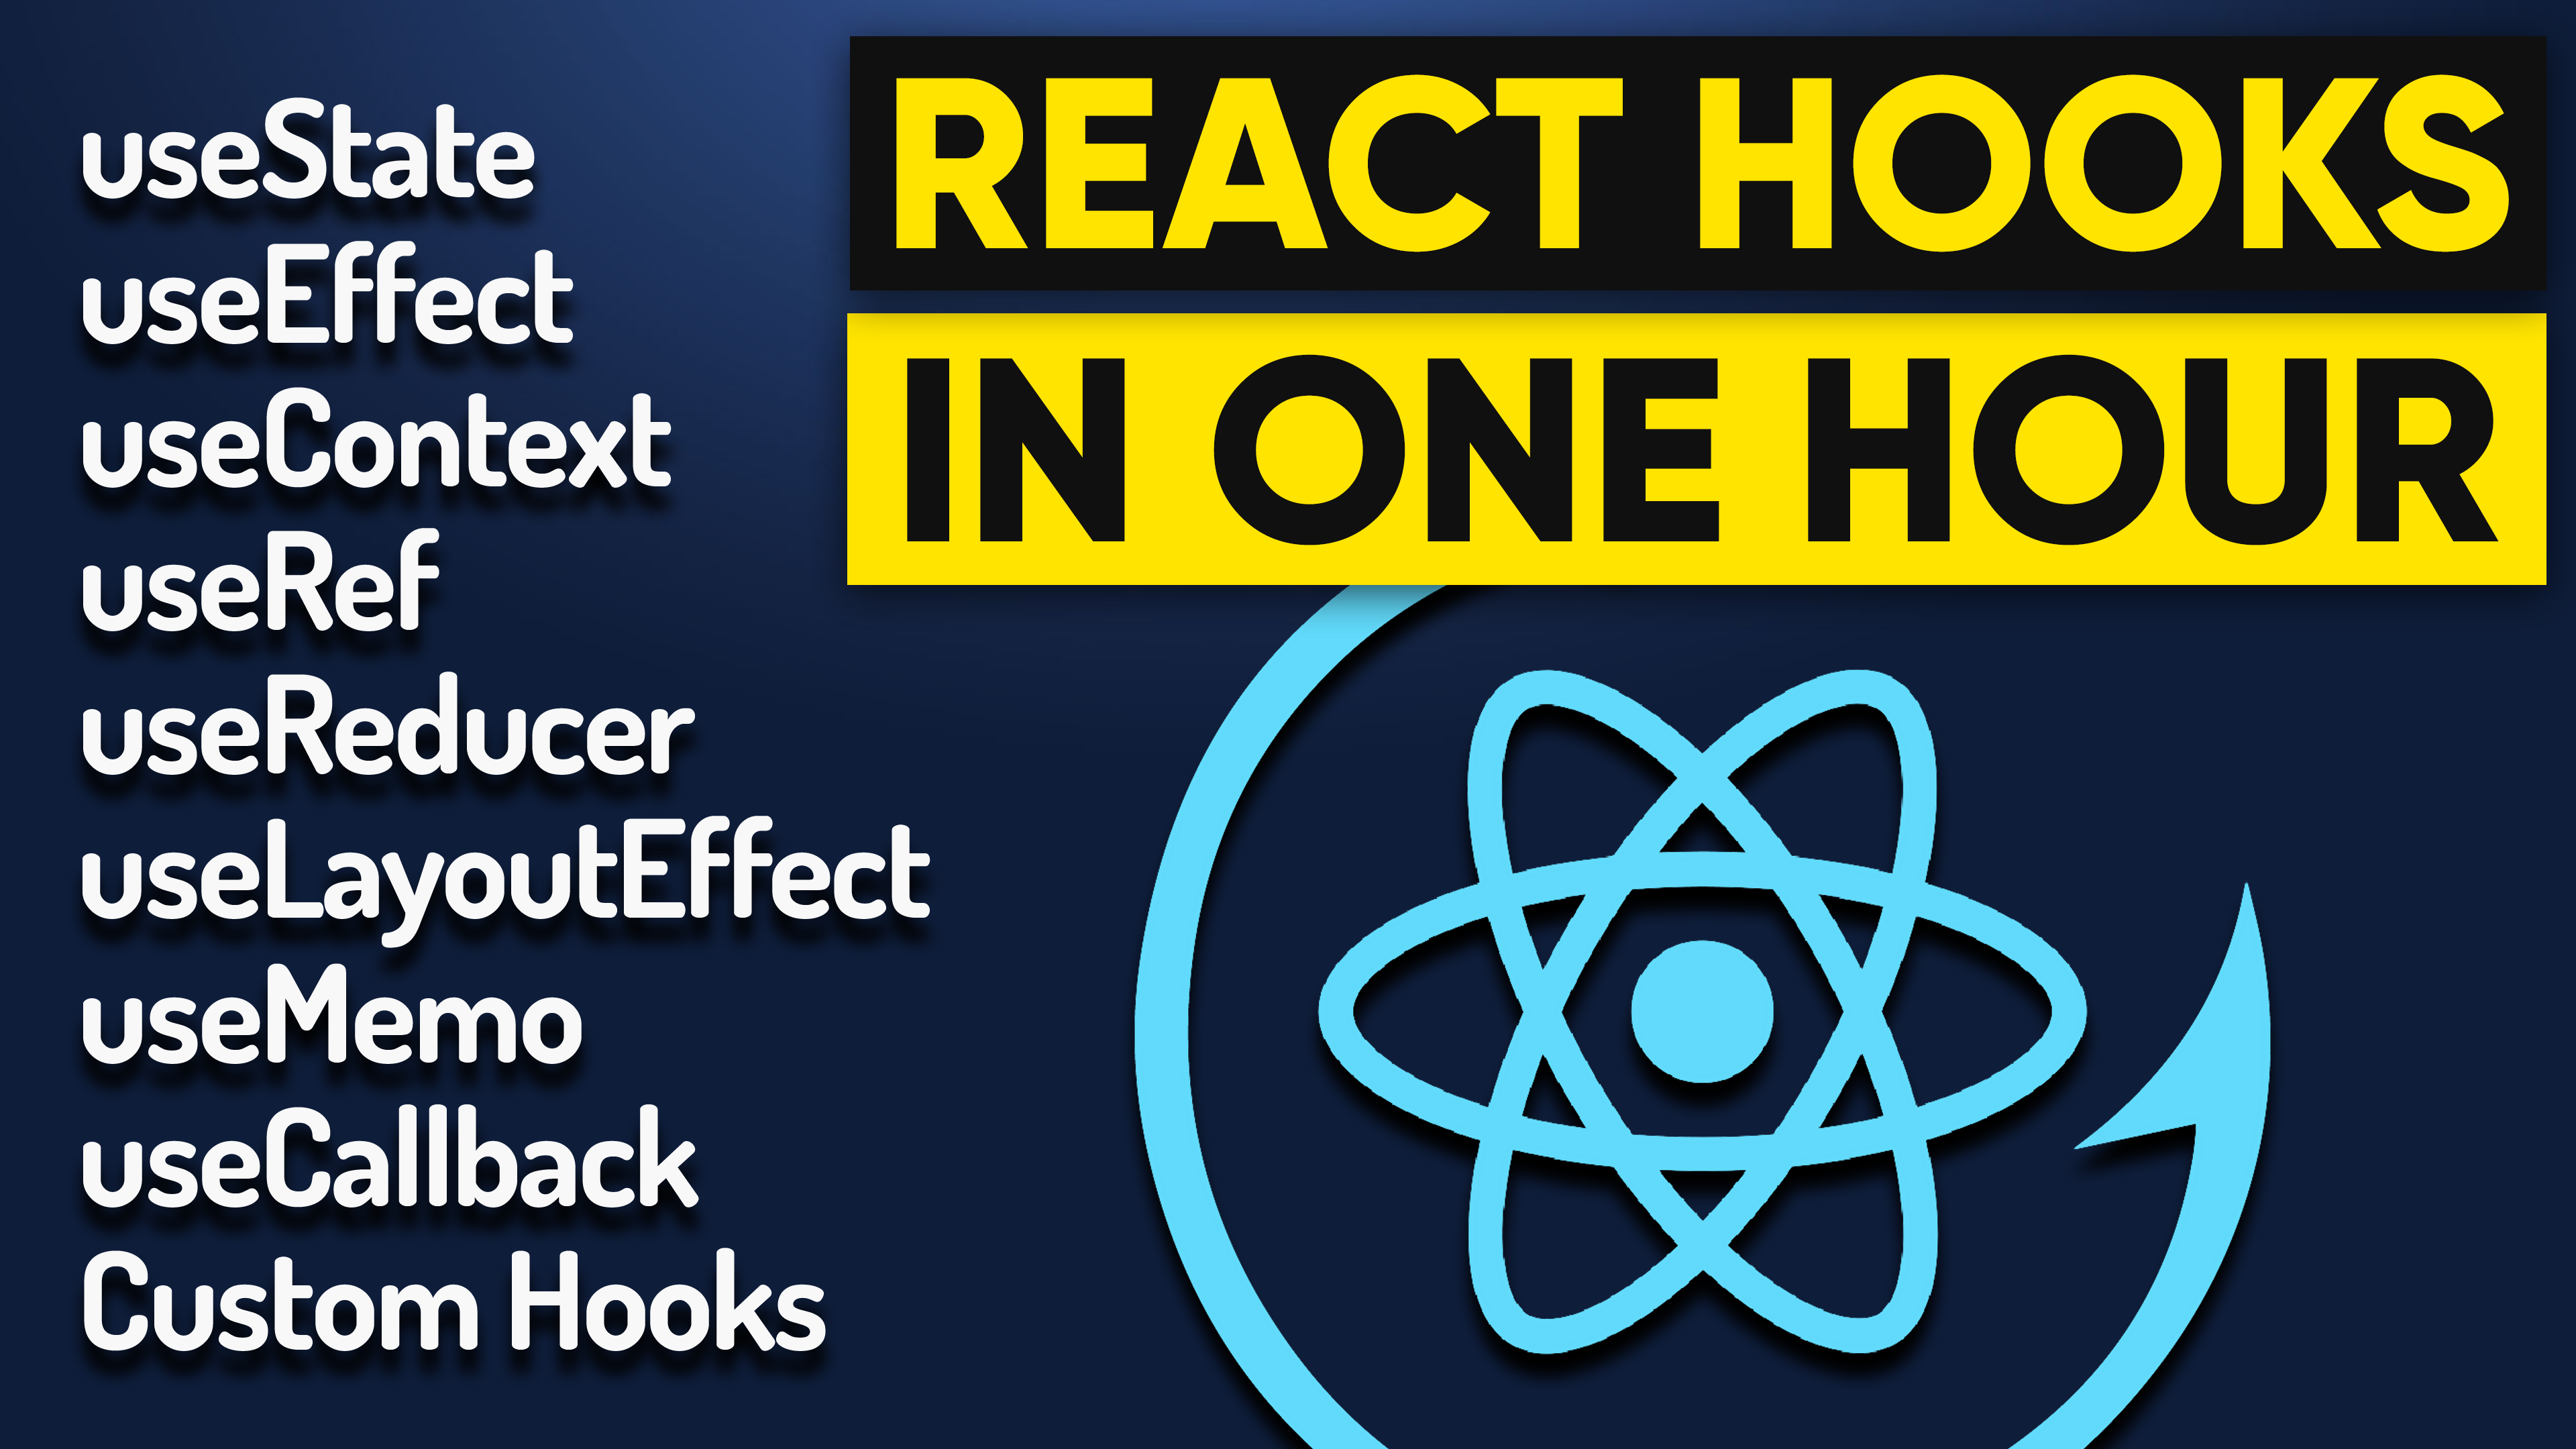 REACT HOOKS
IN ONE HOUR
useState
useEffect
useContext
useRef
useReducer
useLayoutEffect
useMemo
useCallback
Custom Hooks